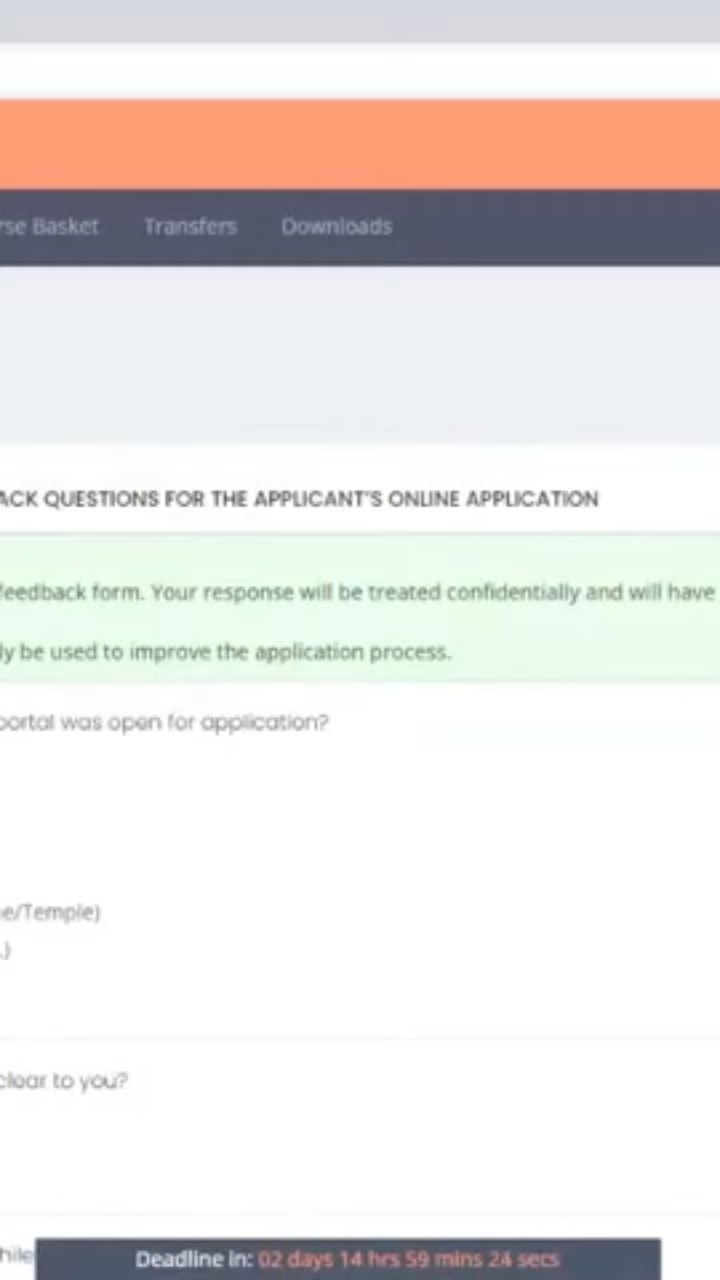 rse Basket Transfers Downloads
ACK QUESTIONS FOR THE APPLICANT'S ONLINE APPLICATION
feedback form. Your response will be treated confidentially and will have
ly be used to improve the application process.
portal was open for application?
e/Temple)
.)
clear to you?
hile
Deadline in: 02 days 14 hrs 59 mins 24 secs